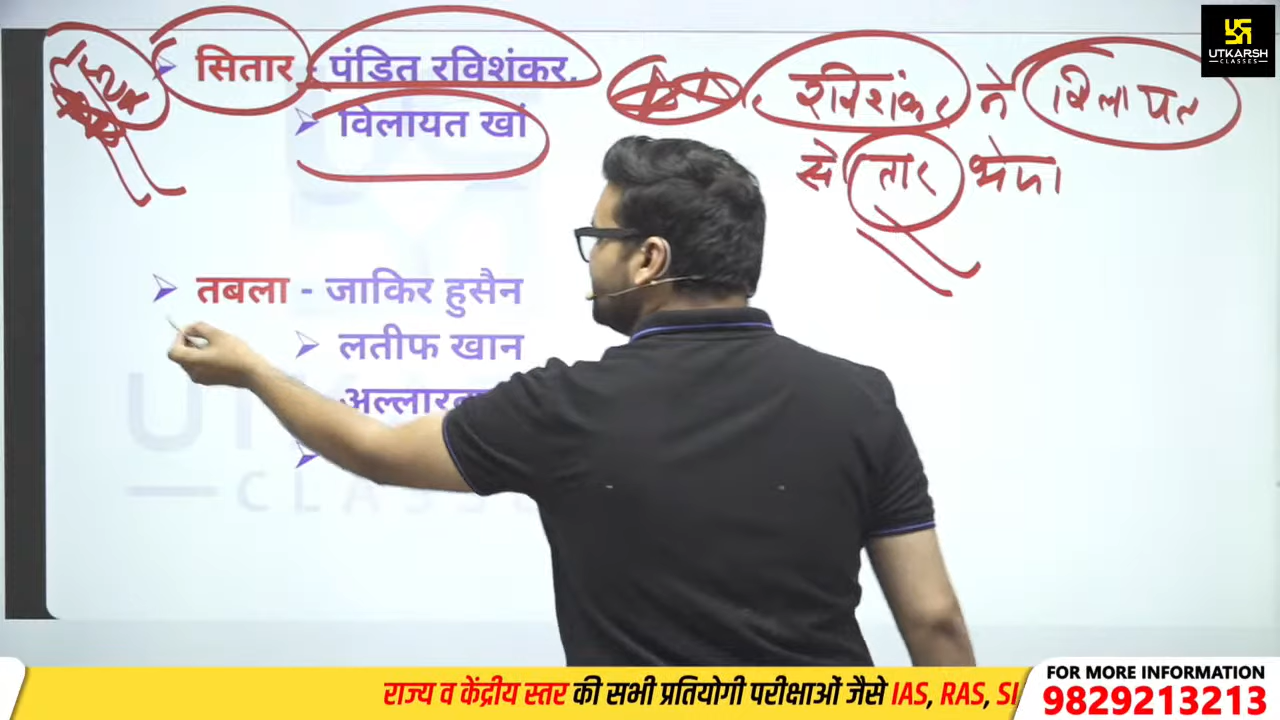 UTKARSH
CLASSES
सितार - पंडित रविशंकर,
विलायत खां
रविशंकर ने विलायत
से तार भेजा
तबला - जाकिर हुसैन
लतीफ खान
CLASSES
राज्य व केंद्रीय स्तर की सभी प्रतियोगी परीक्षाओं जैसे IAS, RAS, SI
FOR MORE INFORMATION
9829213213